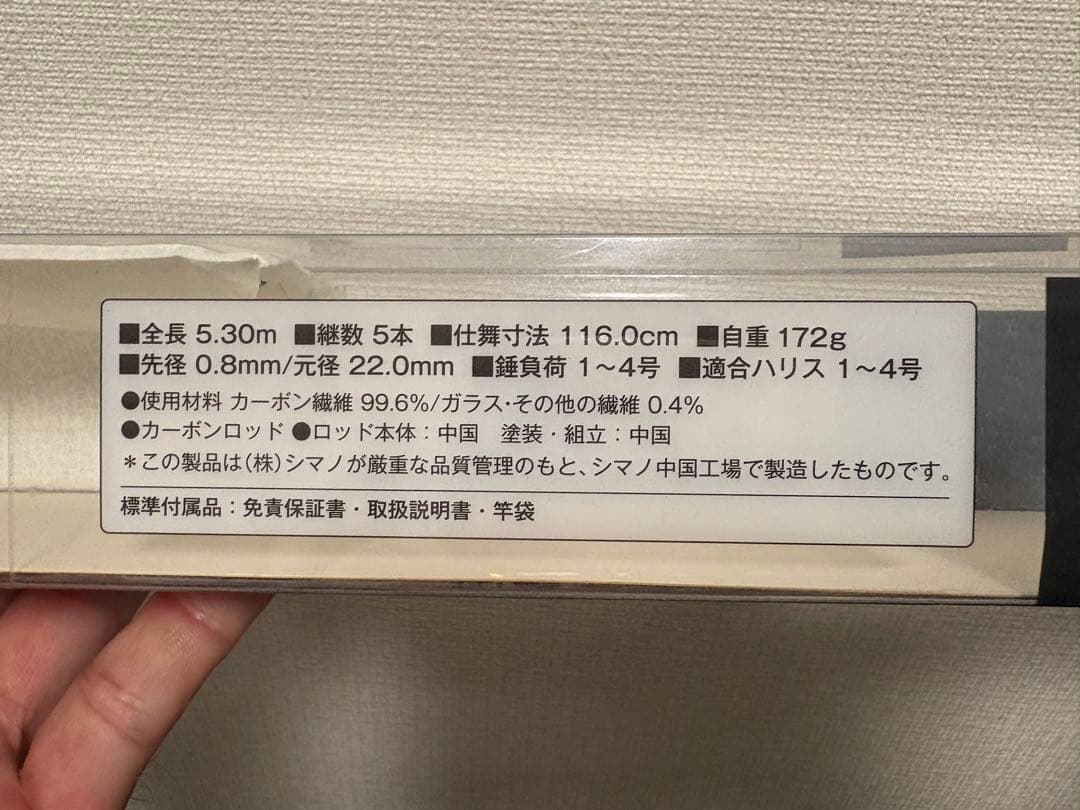 ■全長 5.30m ■継数 5本 ■仕舞寸法 116.0cm ■自重 172g
■先径 0.8mm/元径 22.0mm ■錘負荷 1〜4号 ■適合ハリス 1〜4号
●使用材料 カーボン繊維 99.6%/ガラス・その他の繊維 0.4%
●カーボンロッド ●ロッド本体：中国 塗装・組立：中国
＊この製品は(株)シマノが厳重な品質管理のもと、シマノ中国工場で製造したものです。
標準付属品：免責保証書・取扱説明書・竿袋